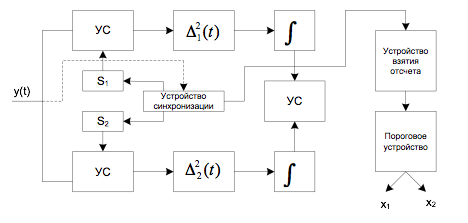 УС
Δ₁²(t)
∫
Устройство
взятия
отсчета
S₁
y(t)
Устройство
синхронизации
УС
S₂
Пороговое
устройство
УС
Δ₂²(t)
∫
x₁
x₂